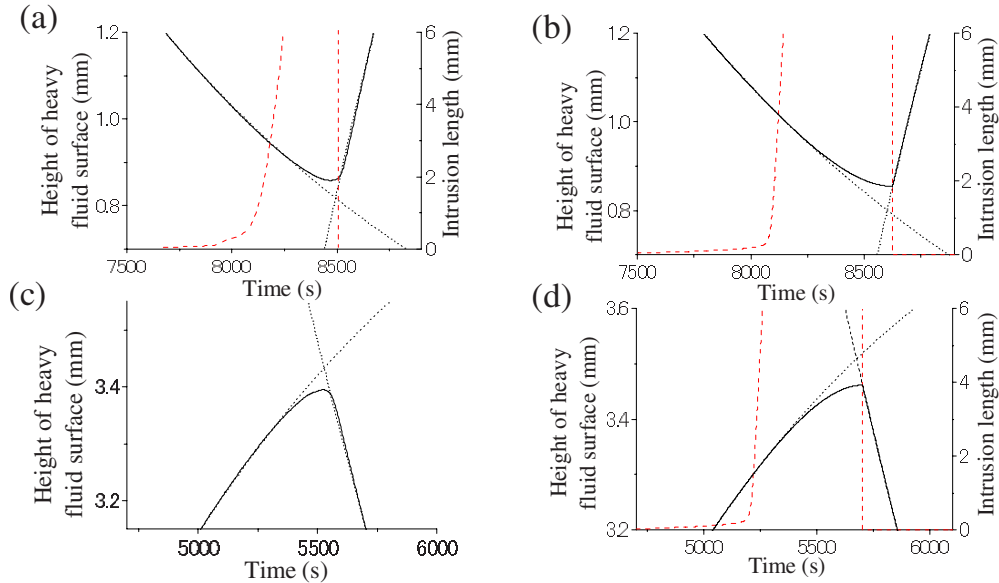 (a)
1.2
1.0
0.8
Height of heavy
fluid surface (mm)
6
4
2
0
Intrusion length (mm)
7500
8000
8500
Time (s)
(b)
1.2
1.0
0.8
Height of heavy
fluid surface (mm)
6
4
2
0
Intrusion length (mm)
7500
8000
8500
Time (s)
(c)
3.4
3.2
Height of heavy
fluid surface (mm)
5000
5500
6000
Time (s)
(d)
3.6
3.4
3.2
Height of heavy
fluid surface (mm)
6
4
2
0
Intrusion length (mm)
5000
5500
6000
Time (s)